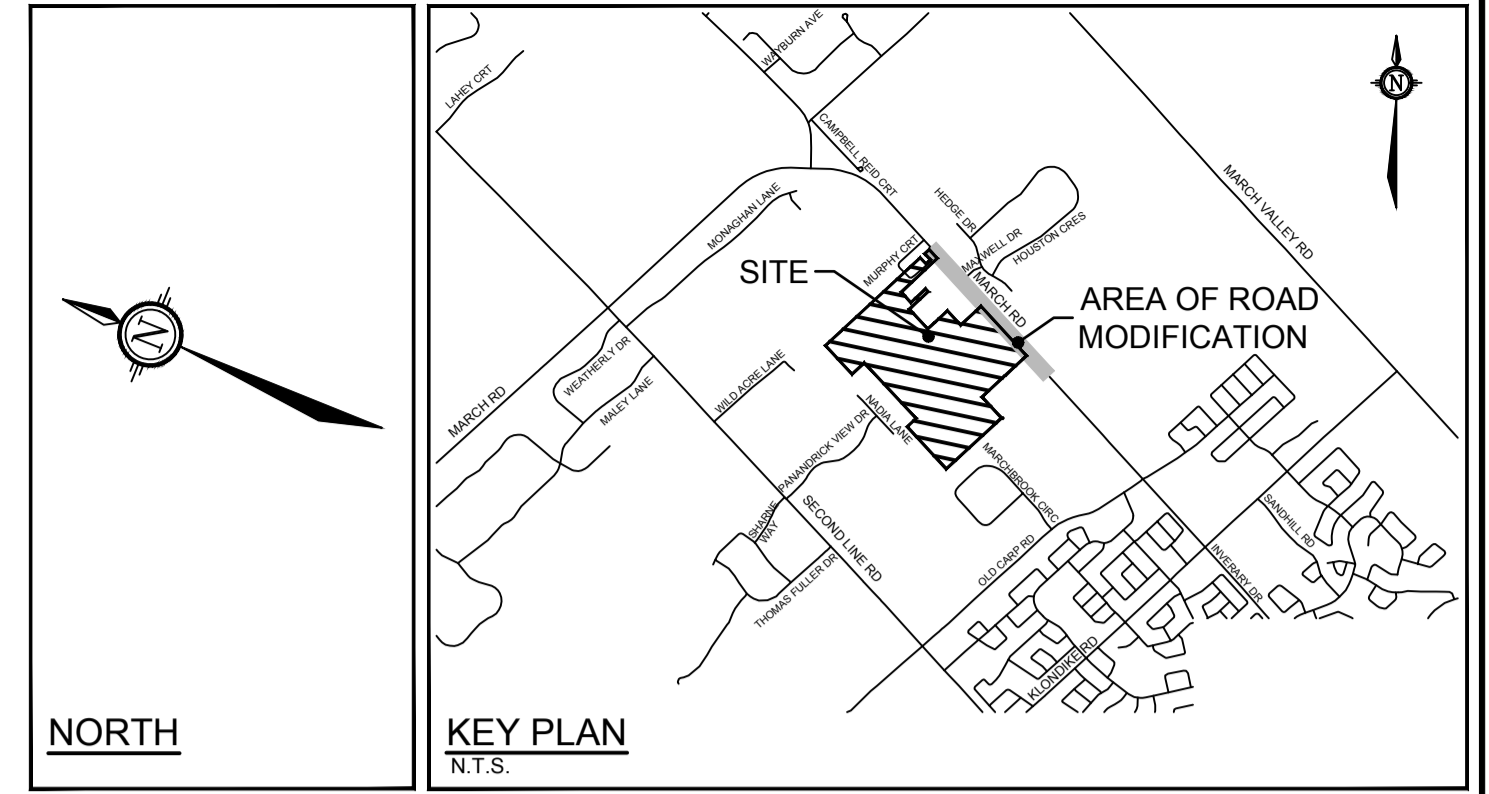 N
NORTH
WAYBURN AVE
LAHEY CRT
N
CAMPBELL REID CRT
MARCH VALLEY RD
MONAGHAN LANE
HEDGE DR
MAXWELL DR
HOUSTON CRES
MURPHY CRT
SITE
MARCH RD
AREA OF ROAD
MODIFICATION
WEATHERLY DR
MALEY LANE
WILD ACRE LANE
MARCH RD
NADIA LANE
PANANDRICK VIEW DR
MARCHBROOK CIRC
SHARNE
WAY
SECOND LINE RD
SANDHILL RD
OLD CARP RD
INVERARY DR
THOMAS FULLER DR
KLONDIKE RD
KEY PLAN
N.T.S.